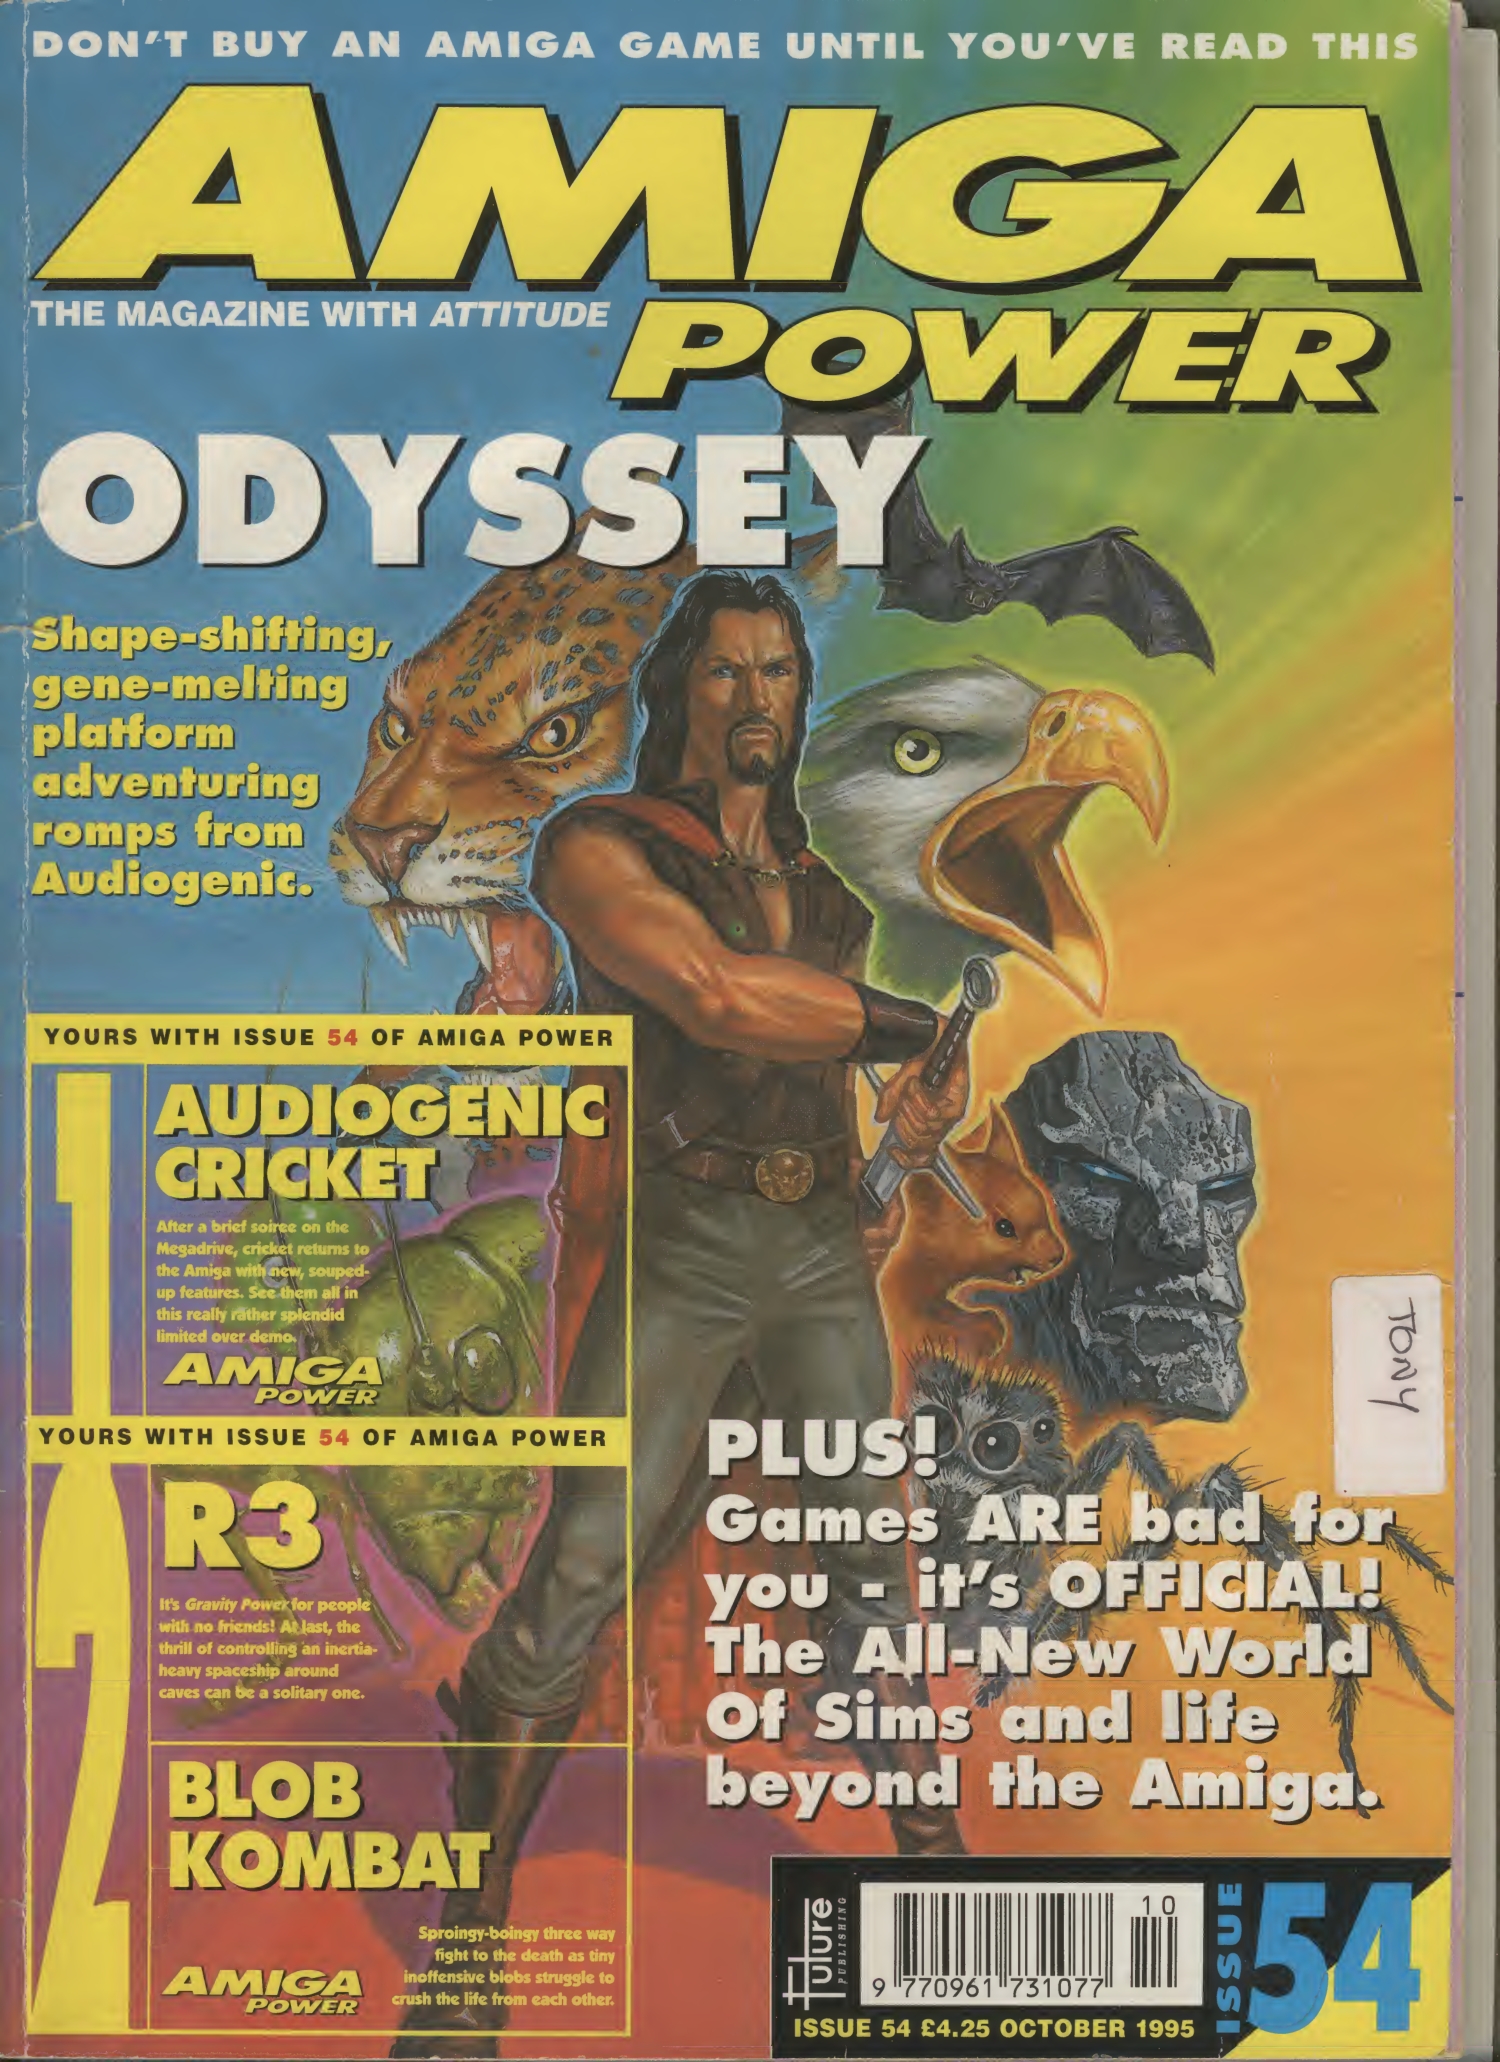 DON'T BUY AN AMIGA GAME UNTIL YOU'VE READ THIS
AMIGA
POWER
THE MAGAZINE WITH ATTITUDE
ODYSSEY
Shape-shifting,
gene-melting
platform
adventuring
romps from
Audiogenic.
YOURS WITH ISSUE 54 OF AMIGA POWER
1
AUDIOGENIC
CRICKET
After a brief soiree on the
Megadrive, cricket returns to
the Amiga with new, souped-
up features. See them all in
this really rather splendid
limited over demo.
AMIGA
POWER
YOURS WITH ISSUE 54 OF AMIGA POWER
2
R3
It's Gravity Power for people
with no friends! At last, the
thrill of controlling an inertia-
heavy spaceship around
caves can be a solitary one.
BLOB
KOMBAT
Sproingy-boingy three way
fight to the death as tiny
inoffensive blobs struggle to
crush the life from each other.
AMIGA
POWER
TONY
PLUS!
Games ARE bad for
you - it's OFFICIAL!
The All-New World
Of Sims and life
beyond the Amiga.
Future
PUBLISHING
10
9 770961 731077
ISSUE 54 £4.25 OCTOBER 1995
ISSUE
54